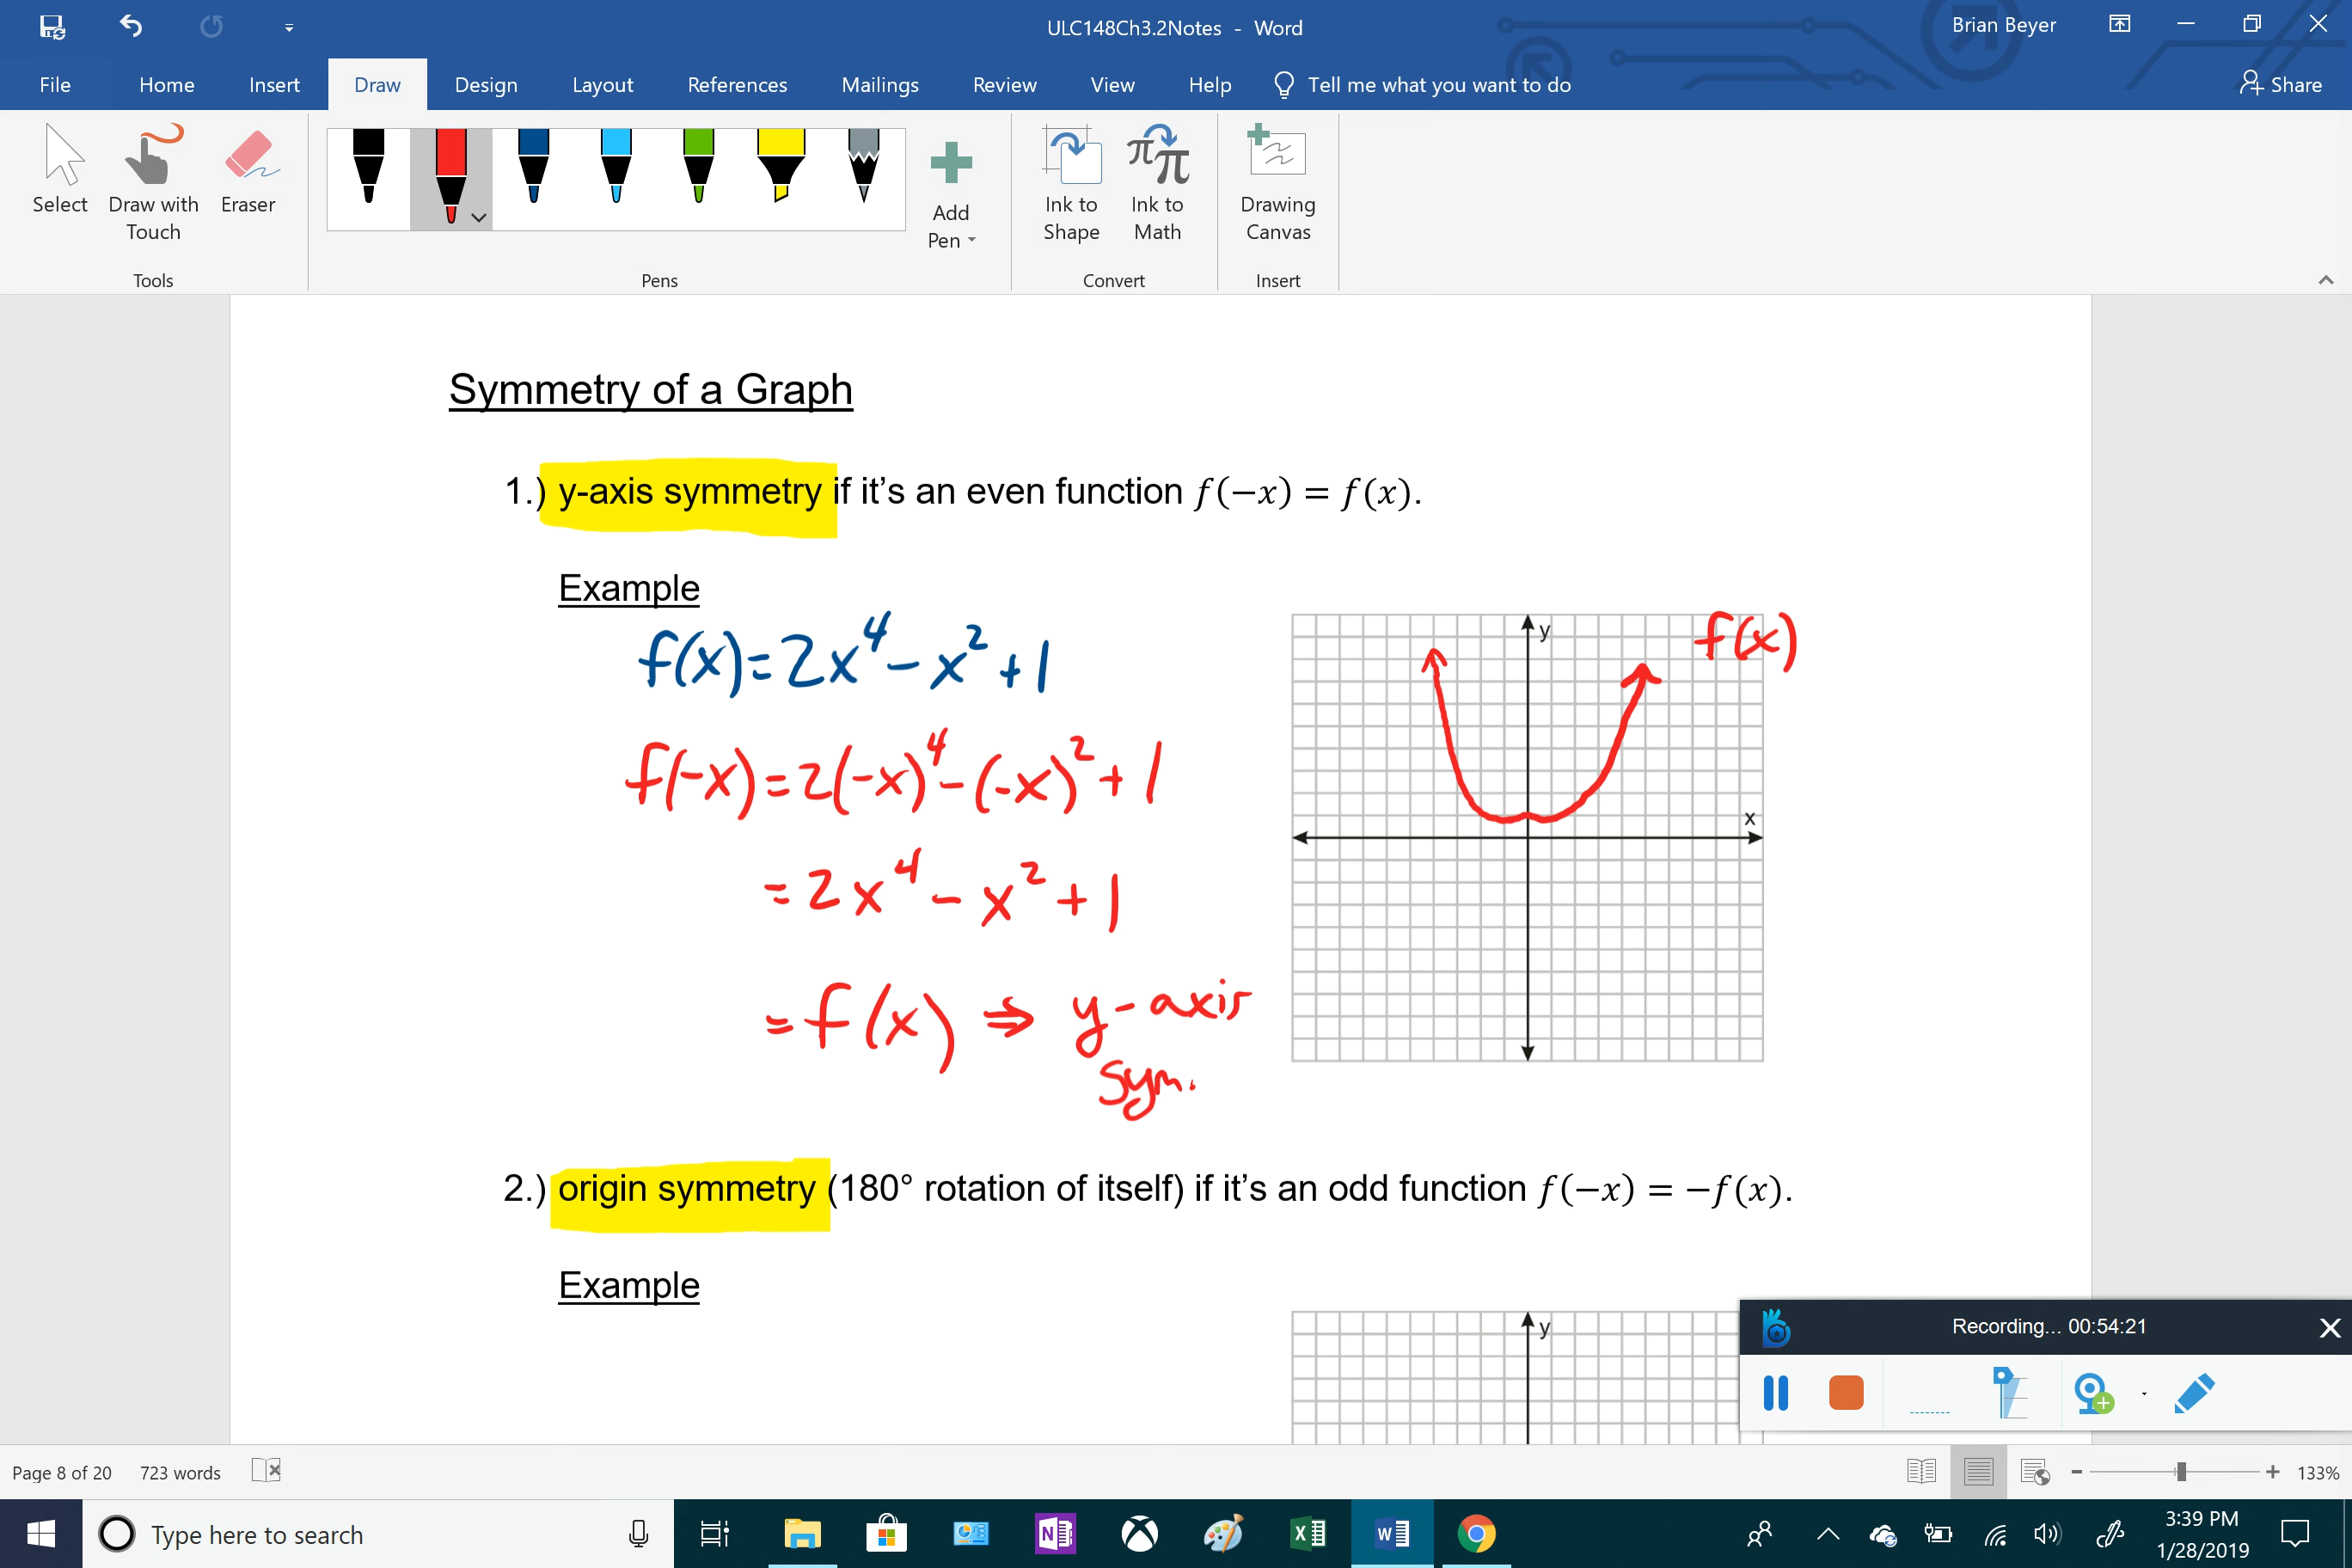 ULC148Ch3.2Notes - Word
Brian Beyer
File Home Insert Draw Design Layout References Mailings Review View Help Tell me what you want to do Share
Select Draw with Touch Eraser
Add Pen
Ink to Shape Ink to Math
Drawing Canvas
Tools Pens Convert Insert
Symmetry of a Graph
1.) y-axis symmetry if it’s an even function f(−x) = f(x).
Example
f(x)=2x⁴-x²+1
f(-x)=2(-x)⁴-(-x)²+1
=2x⁴-x²+1
=f(x) ⇒ y-axis
sym.
y
f(x)
x
2.) origin symmetry (180° rotation of itself) if it’s an odd function f(−x) = −f(x).
Example
y
Recording... 00:54:21
Page 8 of 20 723 words
133%
Type here to search
3:39 PM
1/28/2019